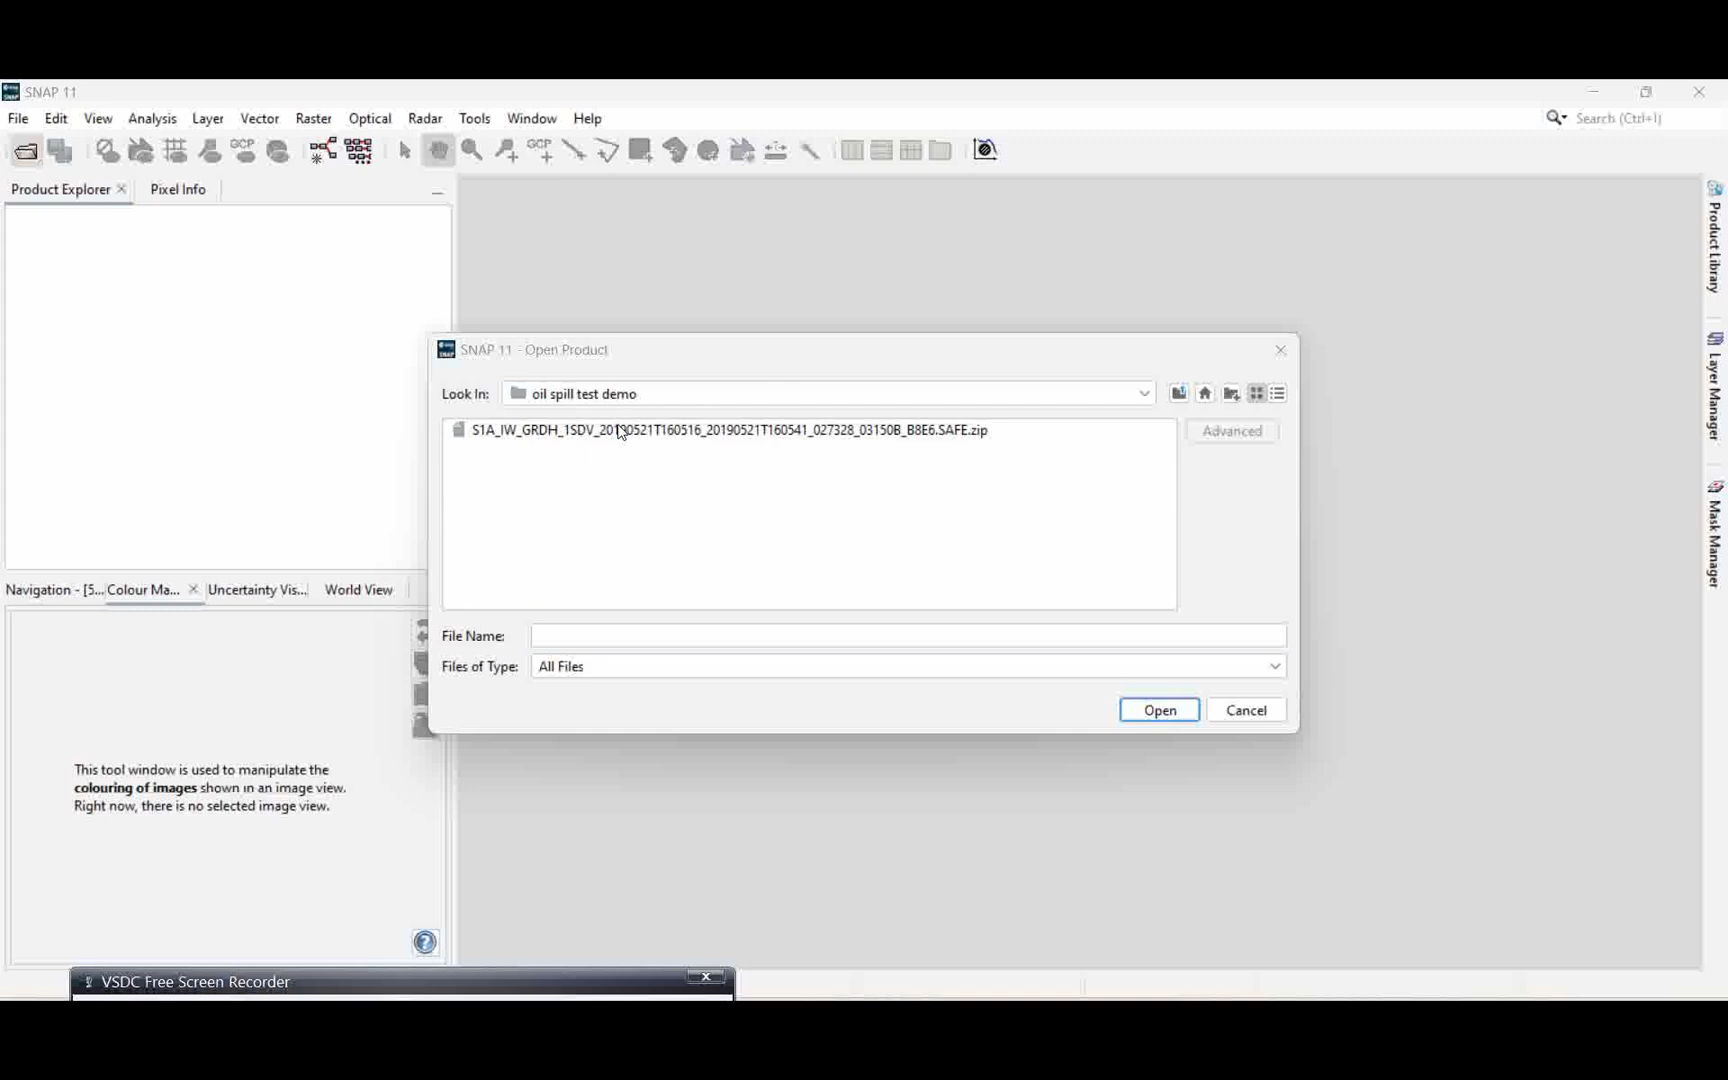 SNAP 11
File Edit View Analysis Layer Vector Raster Optical Radar Tools Window Help
Search (Ctrl+I)
GCP GCP
Product Explorer
Pixel Info
Product Library
Layer Manager
Mask Manager
SNAP 11 - Open Product
Look In:
oil spill test demo
S1A_IW_GRDH_1SDV_20190521T160516_20190521T160541_027328_03150B_B8E6.SAFE.zip
Advanced
File Name:
Files of Type:
All Files
Open
Cancel
Navigation - [5...
Colour Ma...
Uncertainty Vis...
World View
This tool window is used to manipulate the
colouring of images shown in an image view.
Right now, there is no selected image view.
VSDC Free Screen Recorder